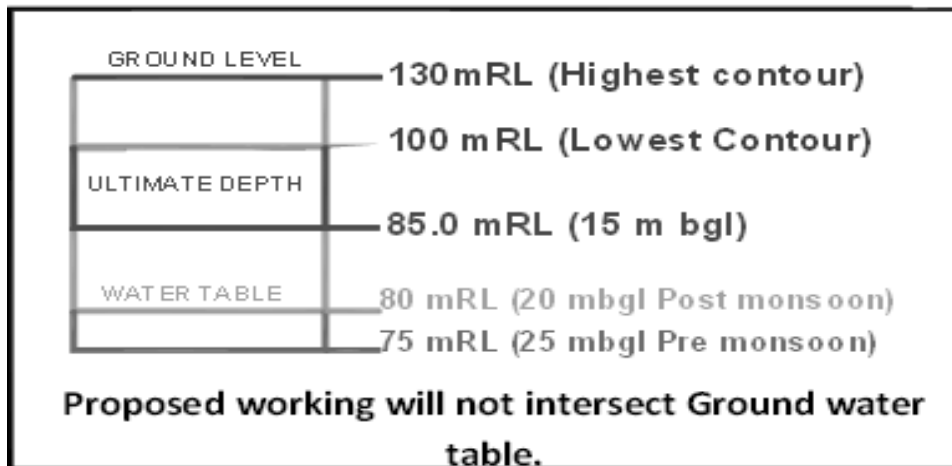 GROUND LEVEL
130mRL (Highest contour)
100 mRL (Lowest Contour)
ULTIMATE DEPTH
85.0 mRL (15 m bgl)
WATER TABLE
80 mRL (20 mbgl Post monsoon)
75 mRL (25 mbgl Pre monsoon)
Proposed working will not intersect Ground water
table.